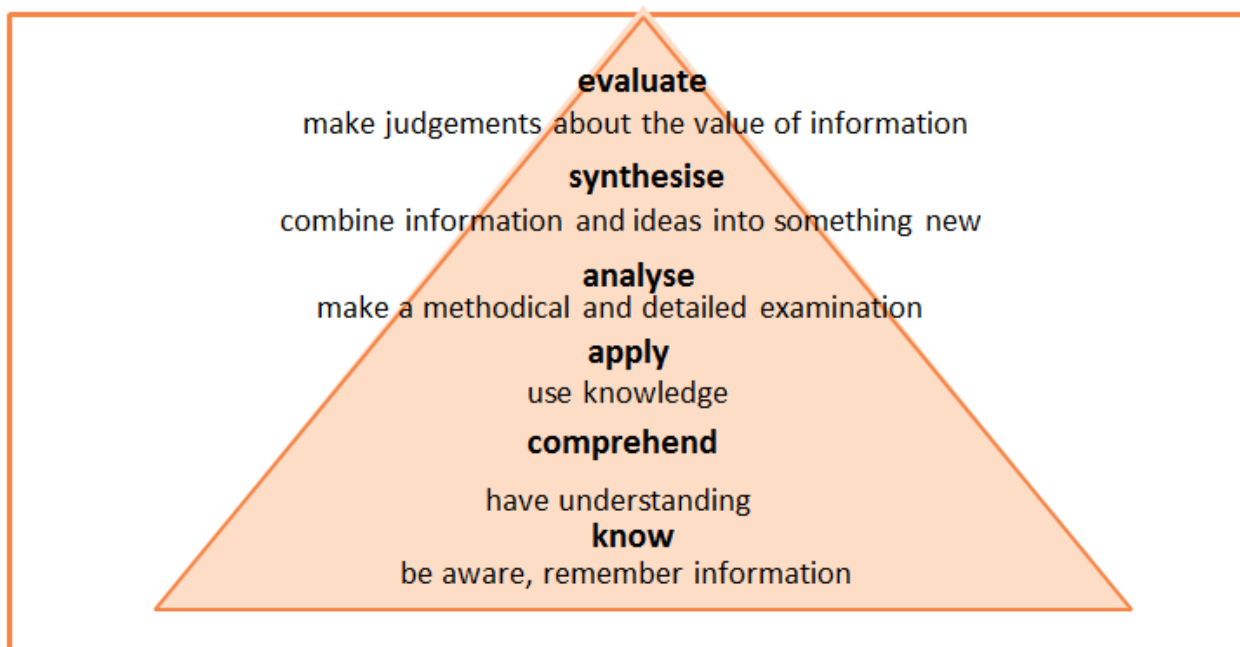 evaluate
make judgements about the value of information
synthesise
combine information and ideas into something new
analyse
make a methodical and detailed examination
apply
use knowledge
comprehend
have understanding
know
be aware, remember information